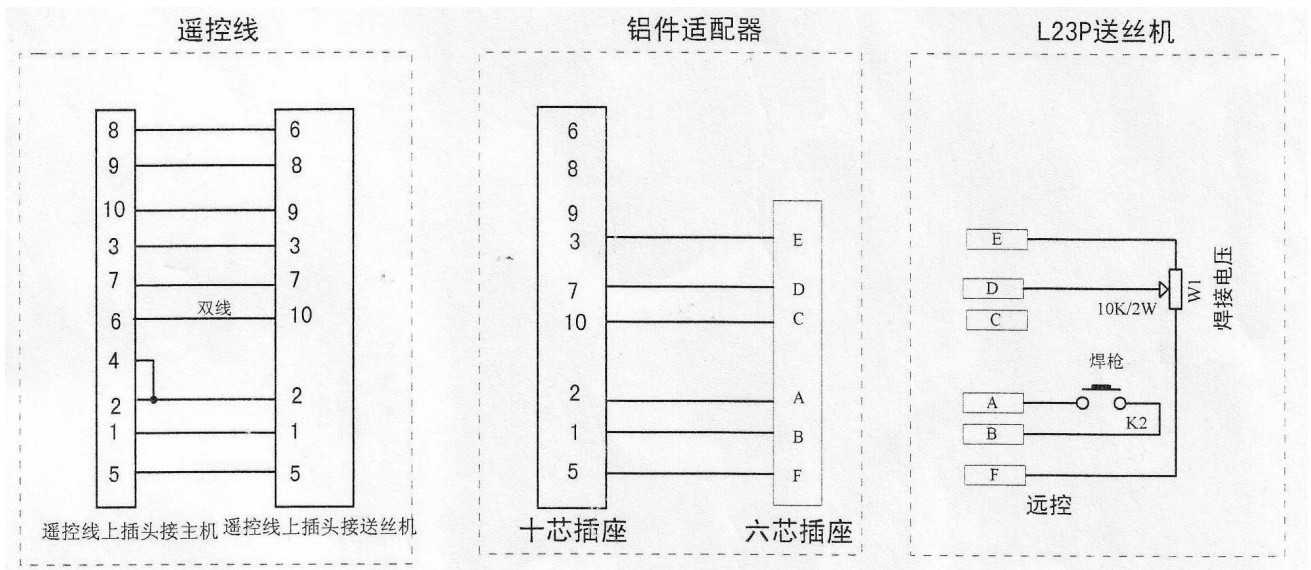 遥控线
8
6
9
8
10
9
3
3
7
7
双线
6
10
4
2
2
1
1
5
5
遥控线上插头接主机
遥控线上插头接送丝机
铝件适配器
6
8
9
3
E
7
D
10
C
2
A
1
B
5
F
十芯插座
六芯插座
L23P送丝机
E
D
10K/2W
W1
焊接电压
C
焊枪
A
K2
B
F
远控